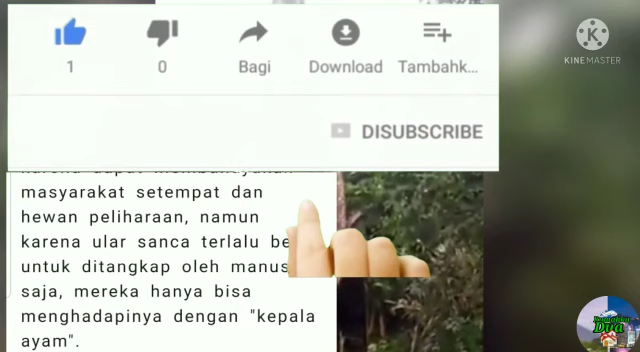 1
0
Bagi
Download
Tambahk...
KINEMASTER
DISUBSCRIBE
masyarakat setempat dan
hewan peliharaan, namun
karena ular sanca terlalu be
untuk ditangkap oleh manus
saja, mereka hanya bisa
menghadapinya dengan "kepala
ayam".
Dva